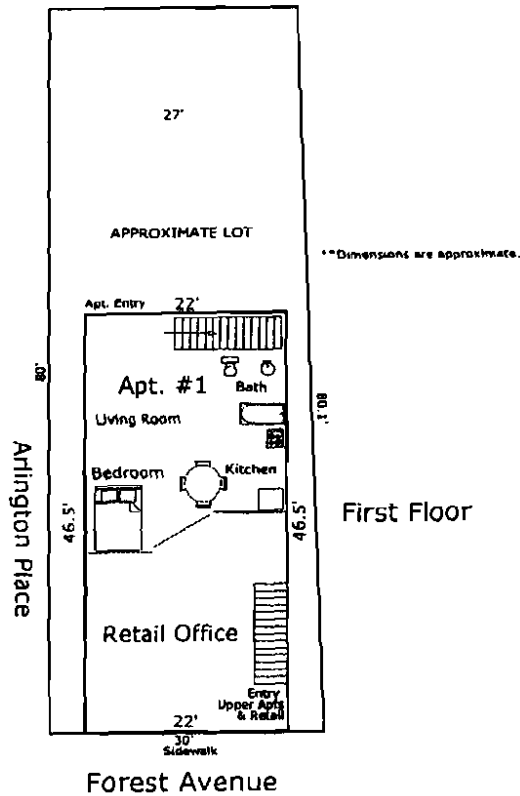 27'
APPROXIMATE LOT
**Dimensions are approximate.
Apt. Entry
22'
80'
Apt. #1
Bath
80.1'
Living Room
Bedroom
Kitchen
Arlington Place
46.5'
46.5'
First Floor
Retail Office
Entry
Upper Apts
& Retail
22'
30'
Sidewalk
Forest Avenue